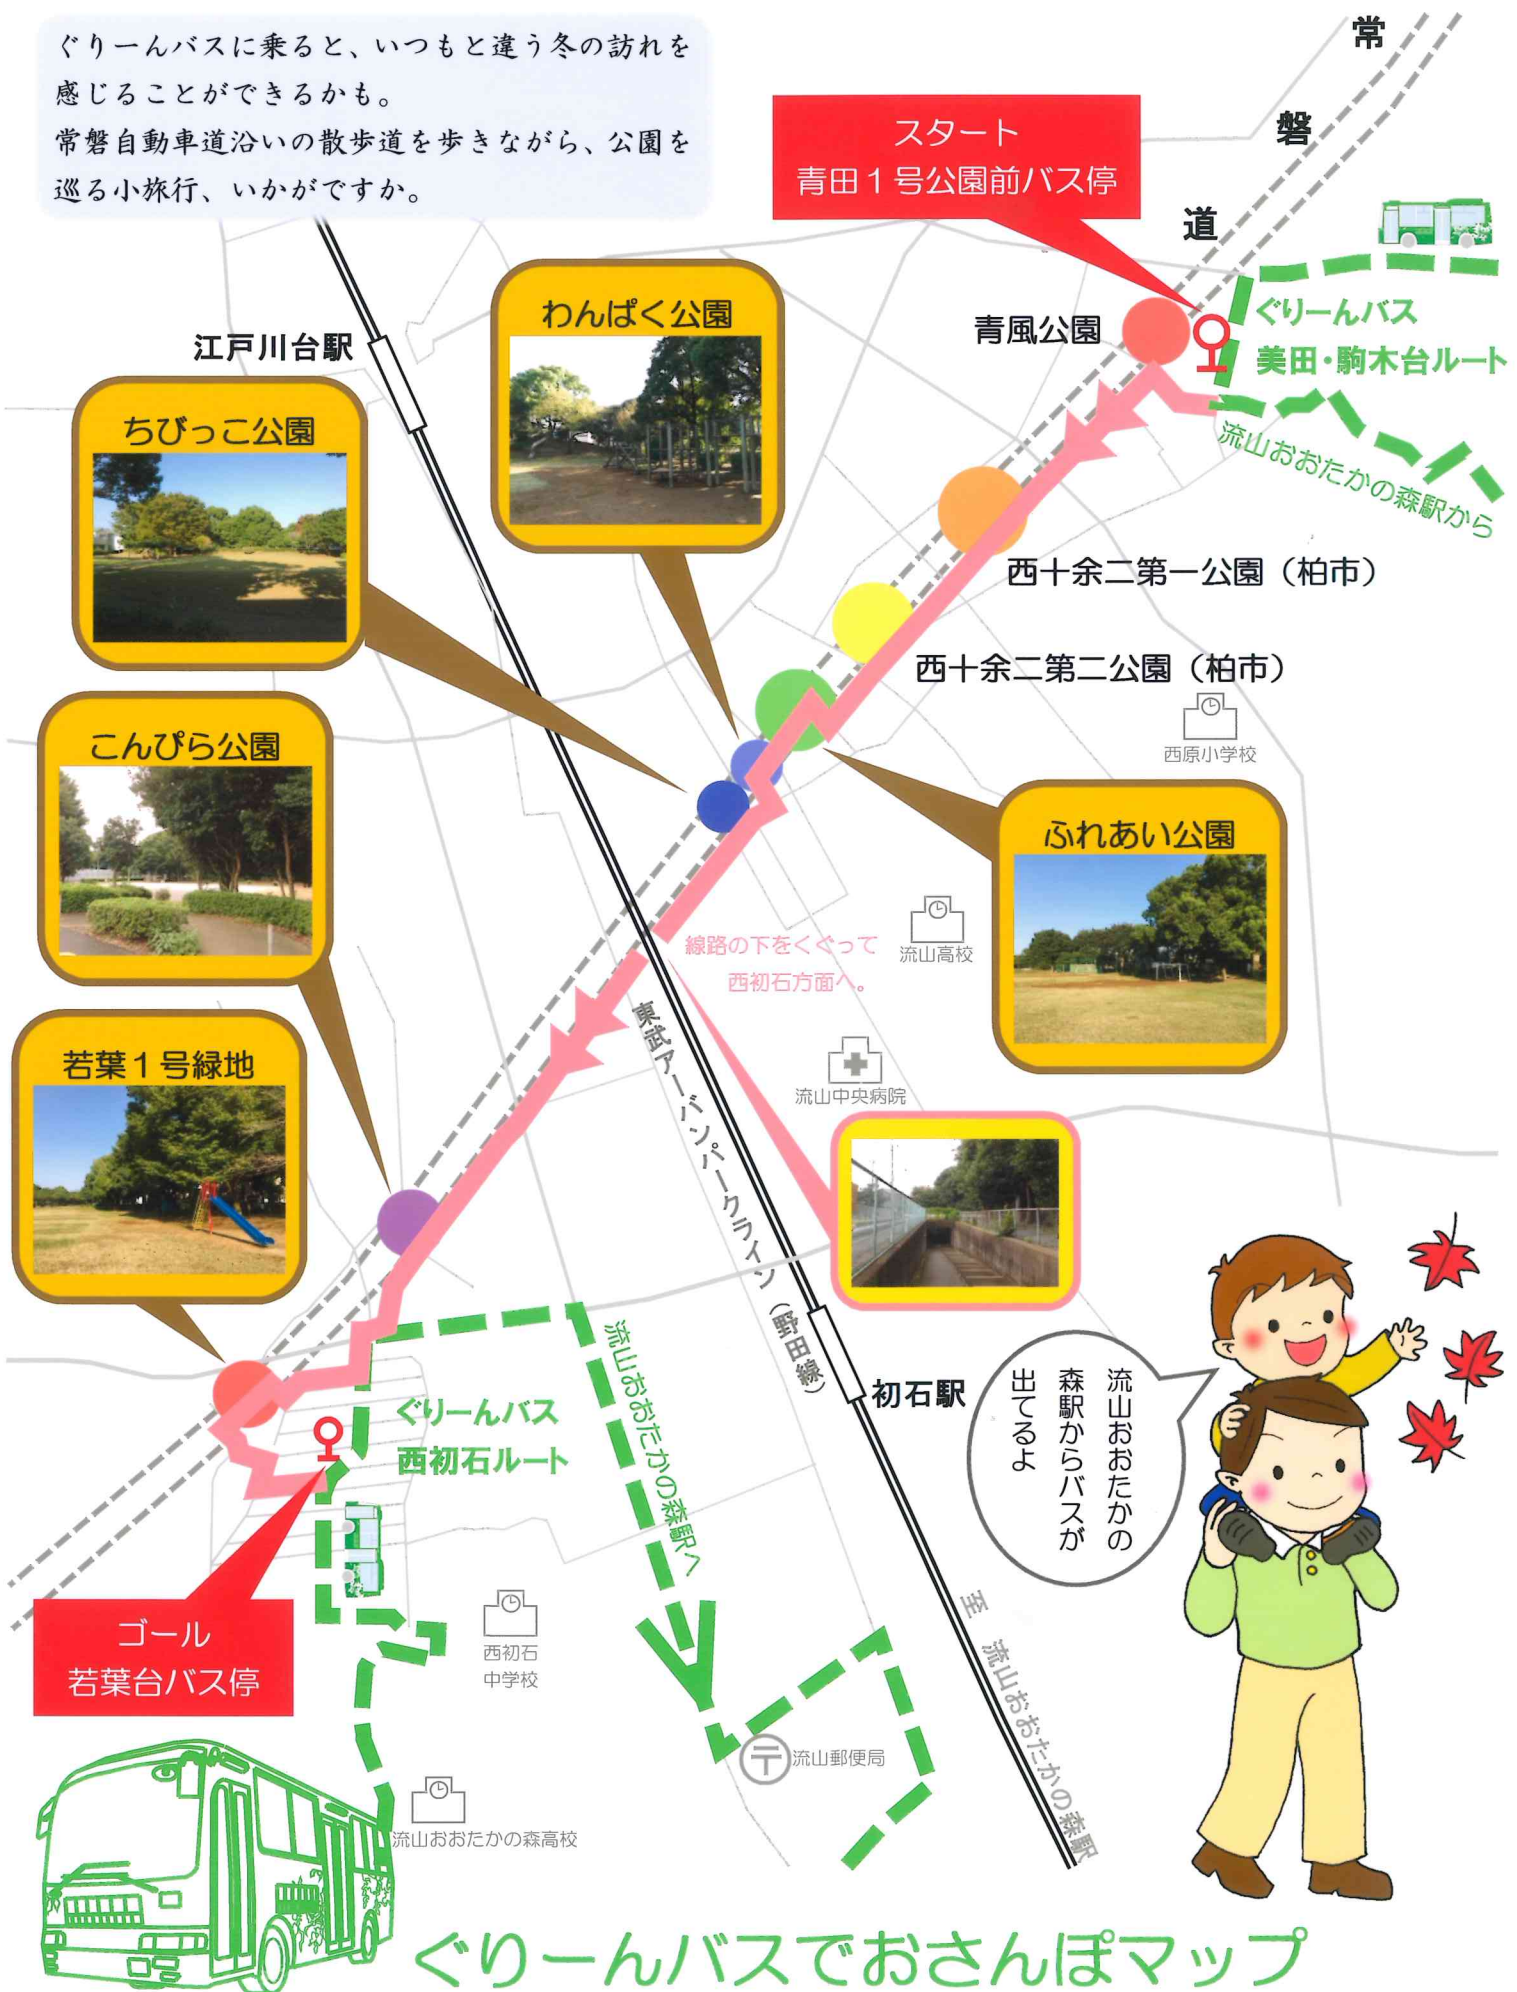 ぐりーんバスに乗ると、いつもと違う冬の訪れを
感じることができるかも。
常磐自動車道沿いの散歩道を歩きながら、公園を
巡る小旅行、いかがですか。
常磐道
スタート
青田１号公園前バス停
ぐりーんバス
美田・駒木台ルート
流山おおたかの森駅から
青風公園
わんぱく公園
江戸川台駅
ちびっこ公園
西十余二第一公園（柏市）
西十余二第二公園（柏市）
西原小学校
こんぴら公園
ふれあい公園
流山高校
線路の下をくぐって
西初石方面へ。
東武アーバンパークライン（野田線）
若葉１号緑地
流山中央病院
初石駅
流山おおたかの
森駅からバスが
出てるよ
ぐりーんバス
西初石ルート
流山おおたかの森駅へ
ゴール
若葉台バス停
西初石
中学校
至　流山おおたかの森駅
〒
流山郵便局
流山おおたかの森高校
ぐりーんバスでおさんぽマップ